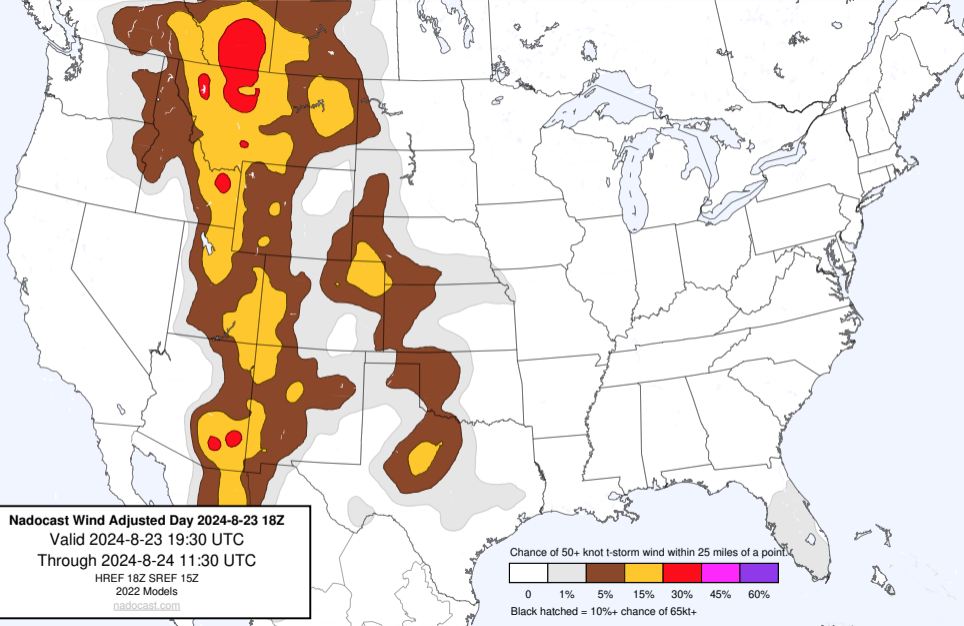 Nadocast Wind Adjusted Day 2024-8-23 18Z
Valid 2024-8-23 19:30 UTC
Through 2024-8-24 11:30 UTC
HREF 18Z SREF 15Z
2022 Models
nadocast.com
Chance of 50+ knot t-storm wind within 25 miles of a point.
0 1% 5% 15% 30% 45% 60%
Black hatched = 10%+ chance of 65kt+